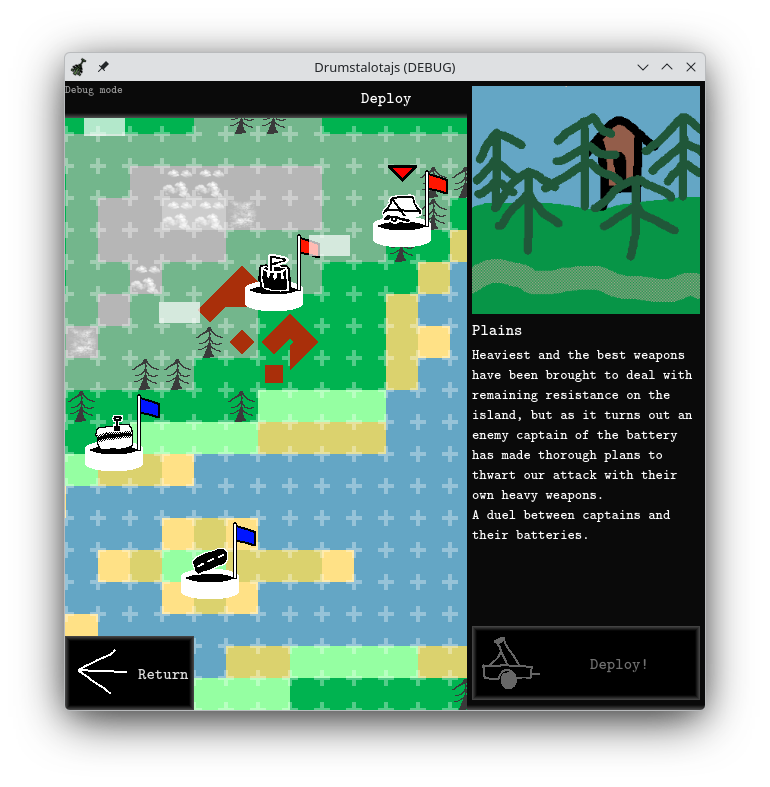 Drumstalotajs (DEBUG)
Debug mode
Deploy
Plains
Heaviest and the best weapons
have been brought to deal with
remaining resistance on the
island, but as it turns out an
enemy captain of the battery
has made thorough plans to
thwart our attack with their
own heavy weapons.
A duel between captains and
their batteries.
Return
Deploy!